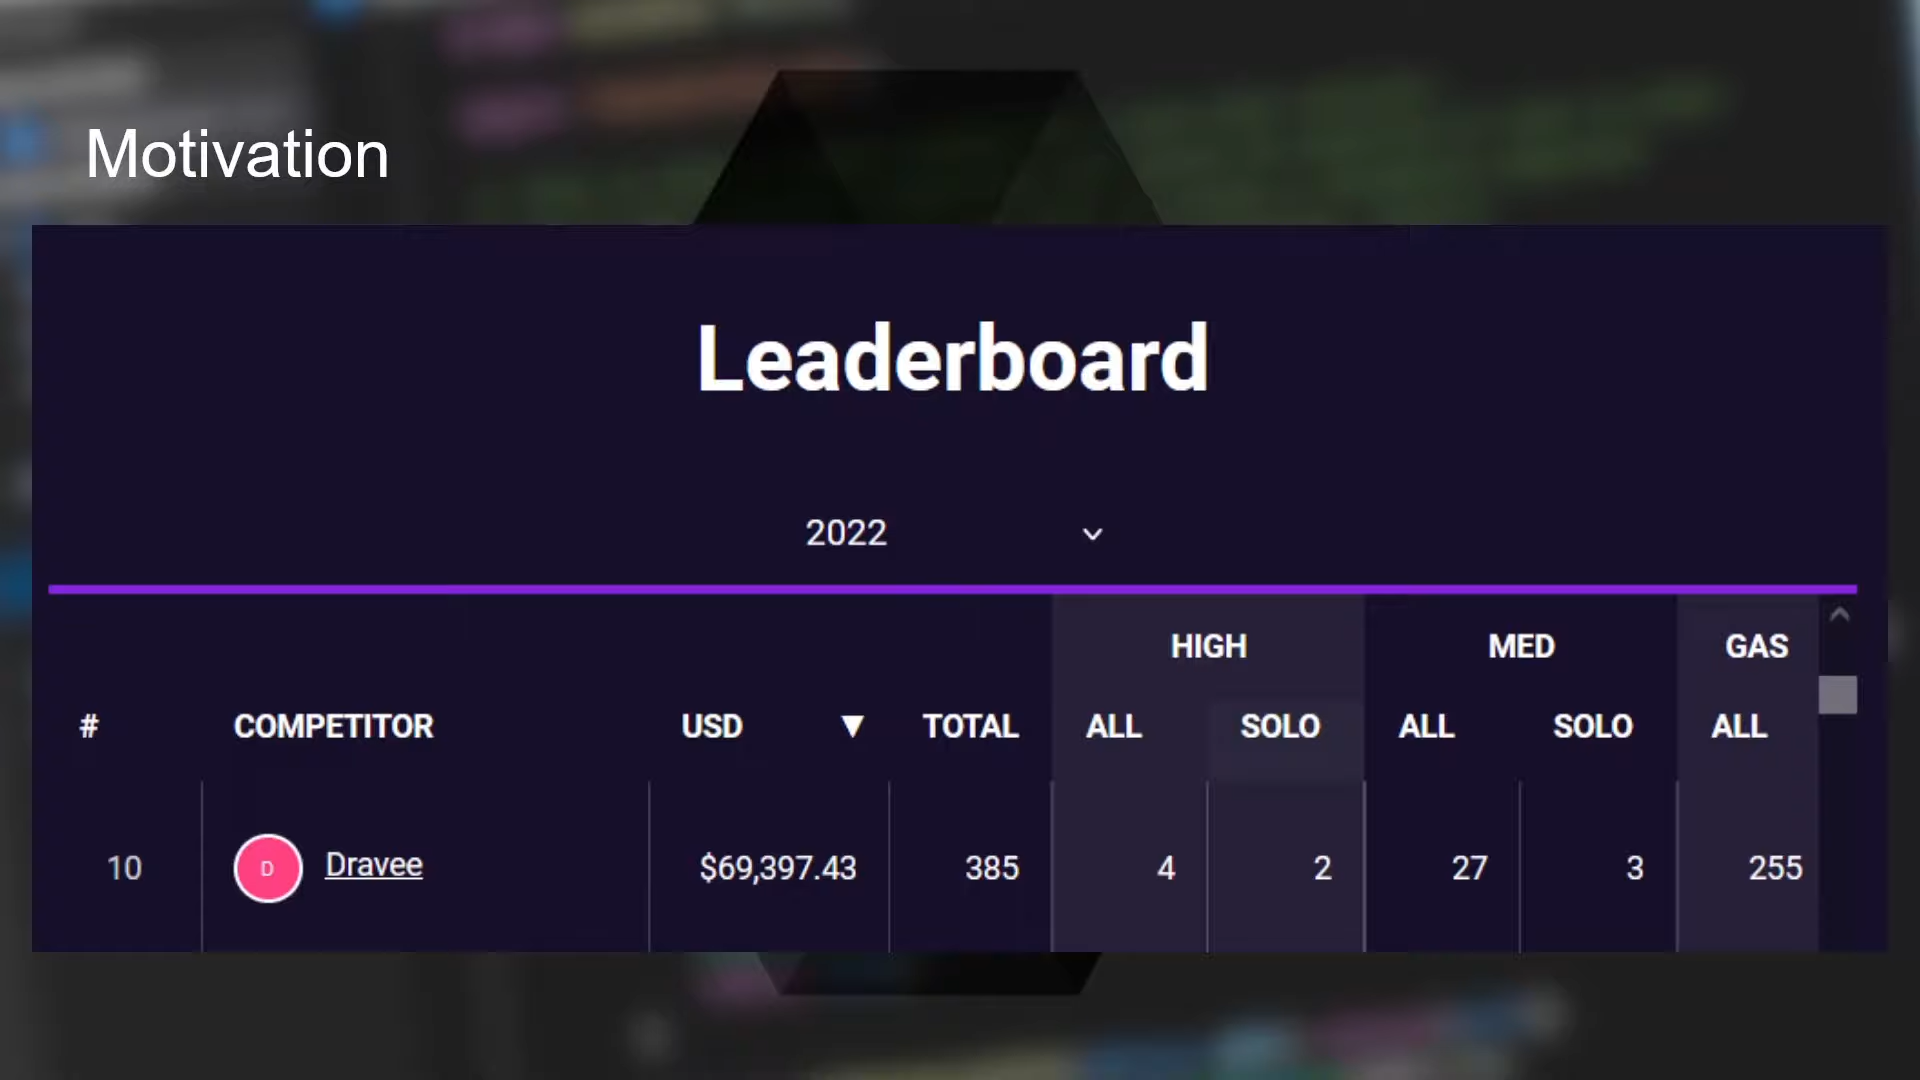 Motivation
Leaderboard
2022
HIGH MED GAS
# COMPETITOR USD ▼ TOTAL ALL SOLO ALL SOLO ALL
10 D Dravee $69,397.43 385 4 2 27 3 255